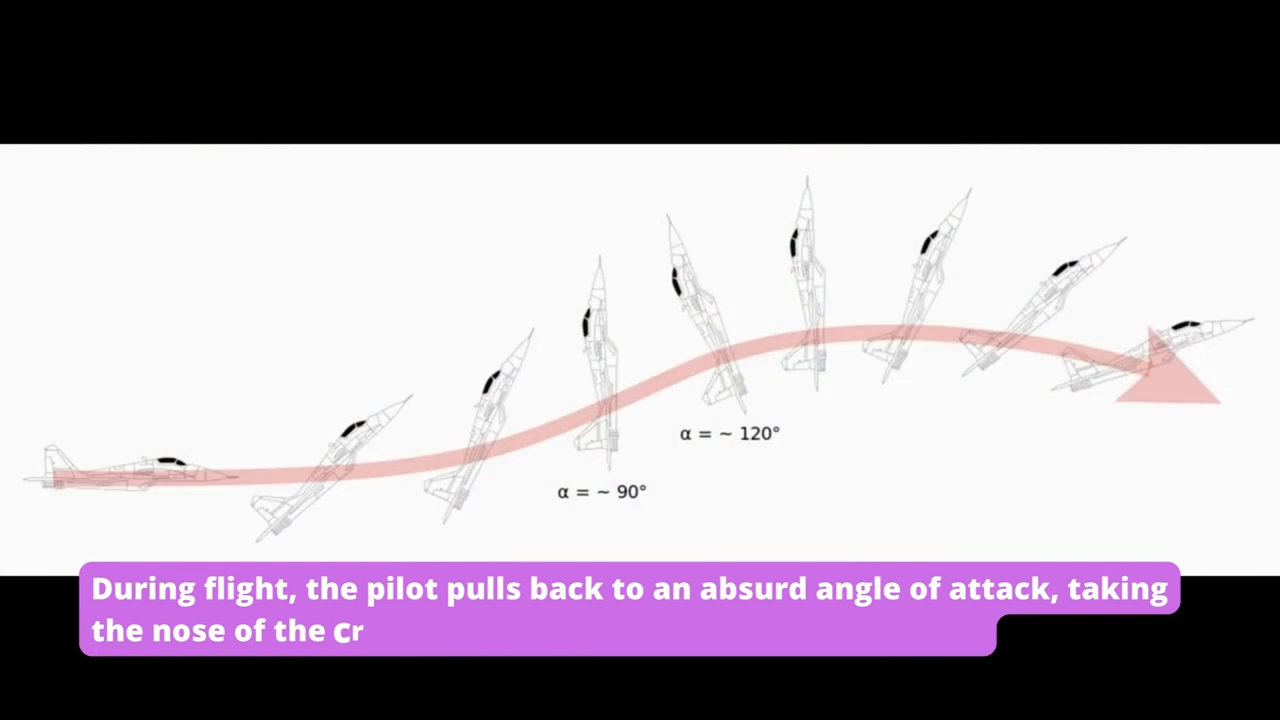 α = ~ 120°
α = ~ 90°
During flight, the pilot pulls back to an absurd angle of attack, taking
the nose of the cr